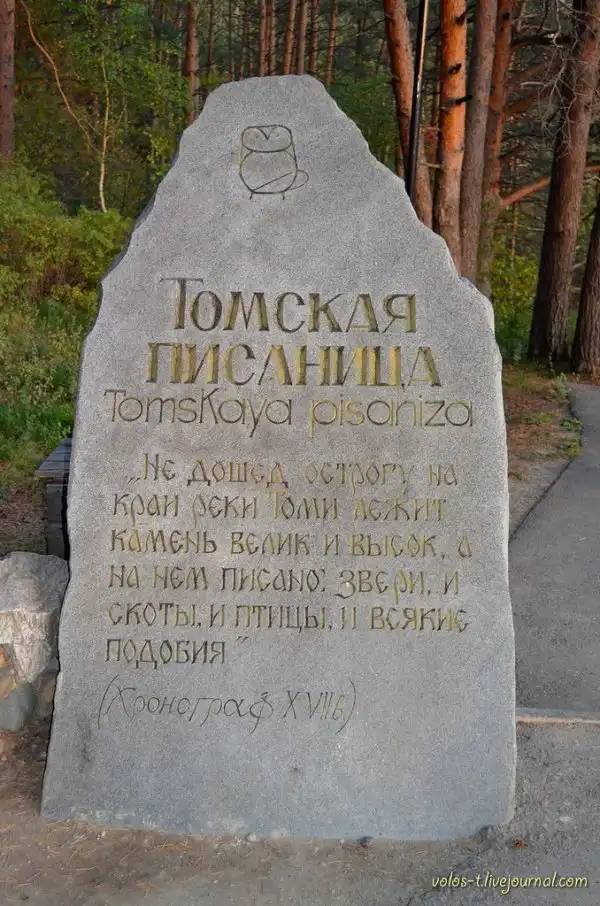 Томская
писаница
Tomskaya pisaniza
„Не дошед острогу на
краи реки Томи лежит
камень велик и высок, а
на нем писано: звери, и
скоты, и птицы, и всякие
подобия"
(Хронограф XVIIв)
volos-t.livejournal.com